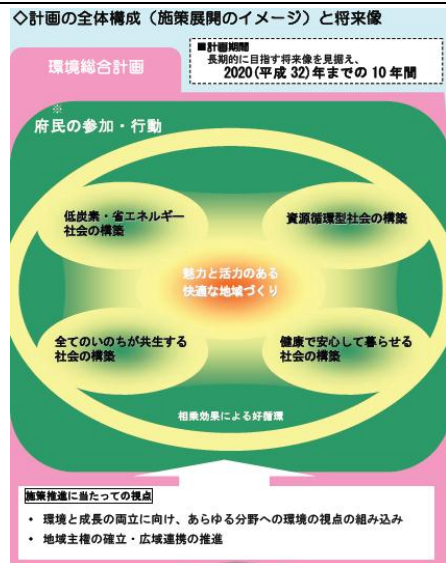 ◇計画の全体構成（施策展開のイメージ）と将来像
環境総合計画
■計画期間
長期的に目指す将来像を見据え、
2020(平成 32)年までの 10 年間
※
府民の参加・行動
低炭素・省エネルギー
社会の構築
資源循環型社会の構築
魅力と活力のある
快適な地域づくり
全てのいのちが共生する
社会の構築
健康で安心して暮らせる
社会の構築
相乗効果による好循環
施策推進に当たっての視点
・ 環境と成長の両立に向け、あらゆる分野への環境の視点の組み込み
・ 地域主権の確立・広域連携の推進